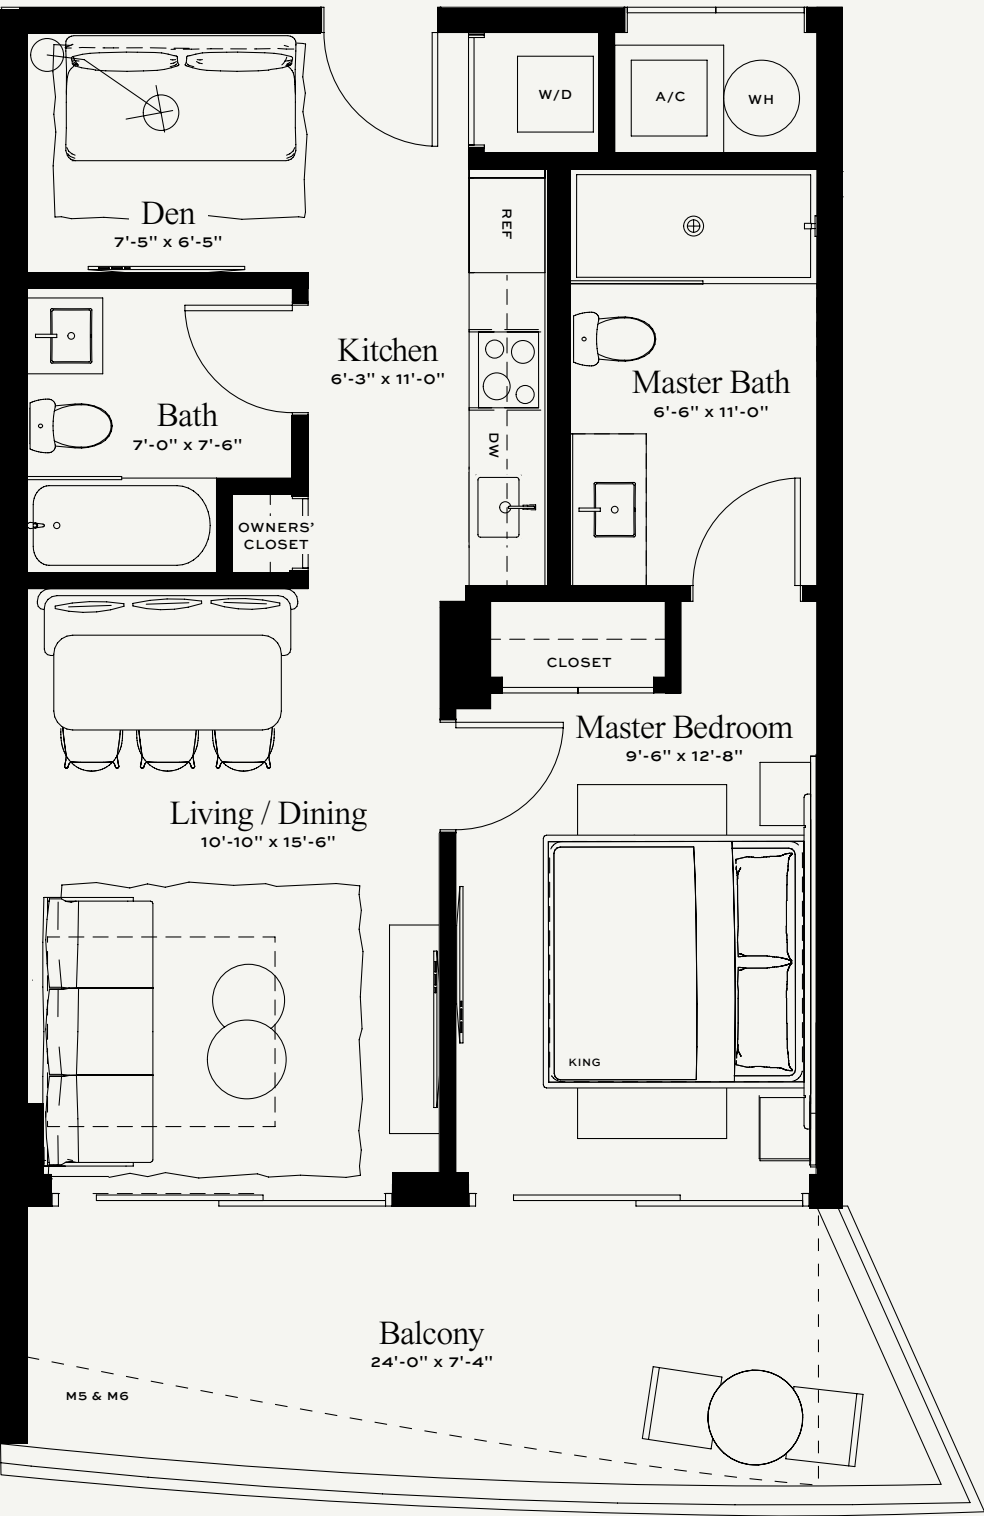 W/D
A/C
WH
Den
7'-5" x 6'-5"
REF
Kitchen
6'-3" x 11'-0"
Master Bath
6'-6" x 11'-0"
Bath
7'-0" x 7'-6"
DW
OWNERS'
CLOSET
CLOSET
Master Bedroom
9'-6" x 12'-8"
Living / Dining
10'-10" x 15'-6"
KING
Balcony
24'-0" x 7'-4"
M5 & M6